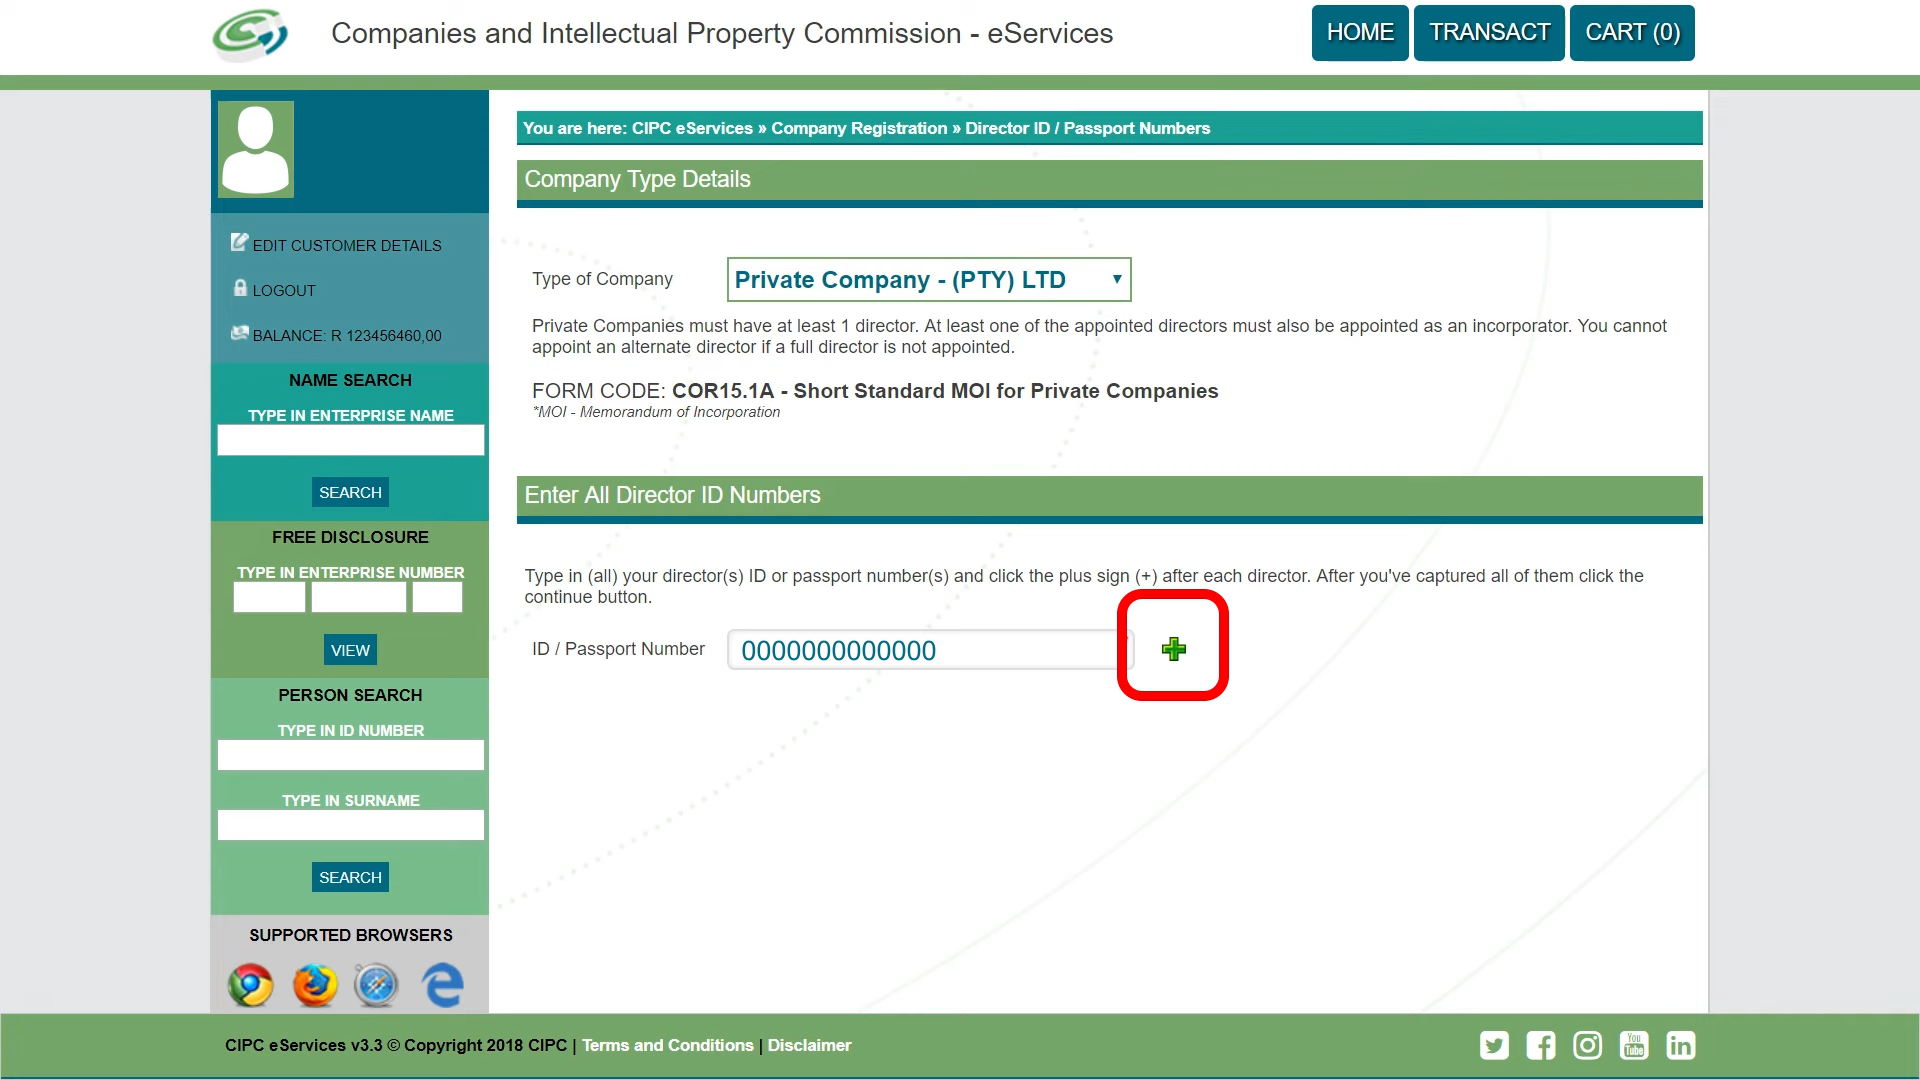 Companies and Intellectual Property Commission - eServices
HOME
TRANSACT
CART (0)
You are here: CIPC eServices » Company Registration » Director ID / Passport Numbers
EDIT CUSTOMER DETAILS
LOGOUT
BALANCE: R 123456460,00
NAME SEARCH
TYPE IN ENTERPRISE NAME
SEARCH
FREE DISCLOSURE
TYPE IN ENTERPRISE NUMBER
VIEW
PERSON SEARCH
TYPE IN ID NUMBER
TYPE IN SURNAME
SEARCH
SUPPORTED BROWSERS
Company Type Details
Type of Company
Private Company - (PTY) LTD
Private Companies must have at least 1 director. At least one of the appointed directors must also be appointed as an incorporator. You cannot
appoint an alternate director if a full director is not appointed.
FORM CODE: COR15.1A - Short Standard MOI for Private Companies
*MOI - Memorandum of Incorporation
Enter All Director ID Numbers
Type in (all) your director(s) ID or passport number(s) and click the plus sign (+) after each director. After you've captured all of them click the
continue button.
ID / Passport Number
0000000000000
CIPC eServices v3.3 © Copyright 2018 CIPC | Terms and Conditions | Disclaimer
You
Tube